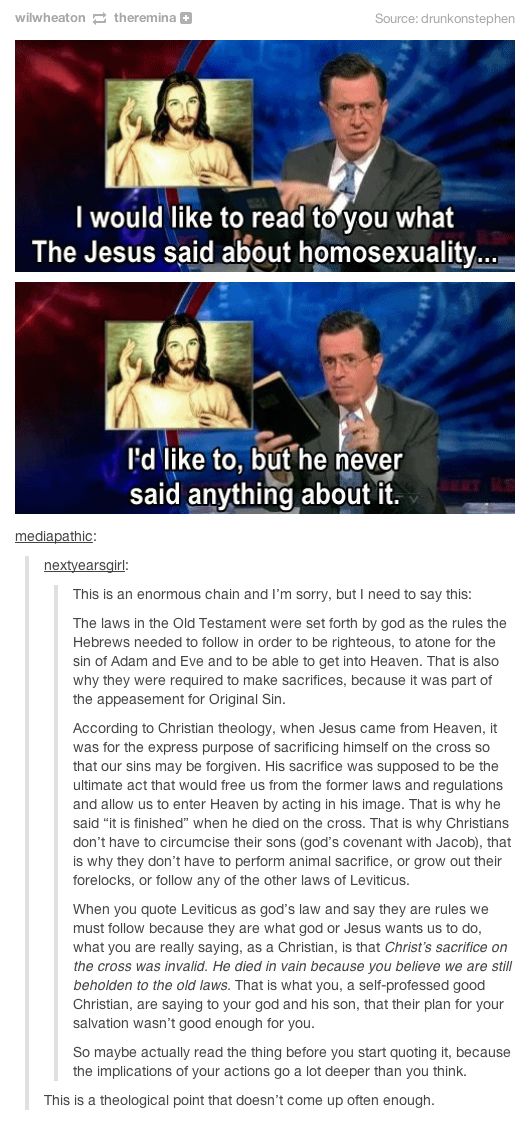 wilwheaton theremina
Source: drunkonstephen
I would like to read to you what
The Jesus said about homosexuality...
I'd like to, but he never
said anything about it.
mediapathic:
nextyearsgirl:
This is an enormous chain and I'm sorry, but I need to say this:
The laws in the Old Testament were set forth by god as the rules the
Hebrews needed to follow in order to be righteous, to atone for the
sin of Adam and Eve and to be able to get into Heaven. That is also
why they were required to make sacrifices, because it was part of
the appeasement for Original Sin.
According to Christian theology, when Jesus came from Heaven, it
was for the express purpose of sacrificing himself on the cross so
that our sins may be forgiven. His sacrifice was supposed to be the
ultimate act that would free us from the former laws and regulations
and allow us to enter Heaven by acting in his image. That is why he
said “it is finished” when he died on the cross. That is why Christians
don't have to circumcise their sons (god's covenant with Jacob), that
is why they don't have to perform animal sacrifice, or grow out their
forelocks, or follow any of the other laws of Leviticus.
When you quote Leviticus as god's law and say they are rules we
must follow because they are what god or Jesus wants us to do,
what you are really saying, as a Christian, is that Christ's sacrifice on
the cross was invalid. He died in vain because you believe we are still
beholden to the old laws. That is what you, a self-professed good
Christian, are saying to your god and his son, that their plan for your
salvation wasn't good enough for you.
So maybe actually read the thing before you start quoting it, because
the implications of your actions go a lot deeper than you think.
This is a theological point that doesn't come up often enough.